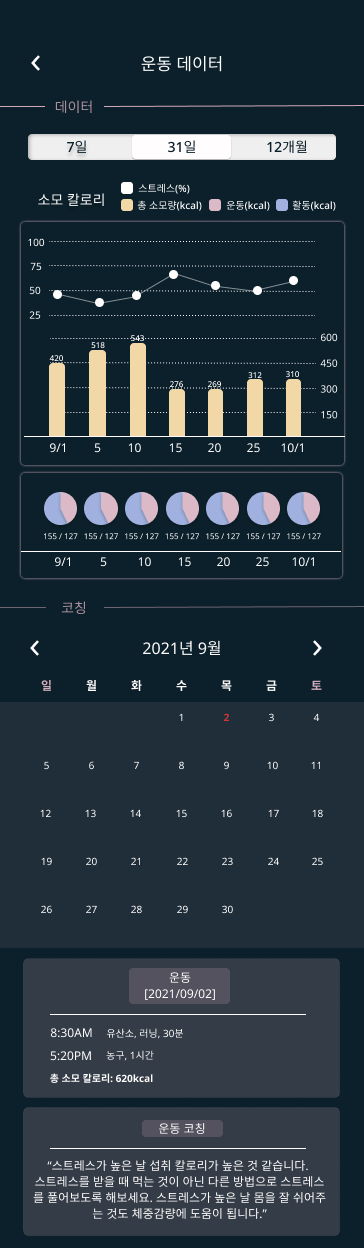 운동 데이터
데이터
7일 31일 12개월
소모 칼로리
스트레스(%)
총 소모량(kcal) 운동(kcal) 활동(kcal)
100
75
50
25
600
450
300
150
420 518 543 276 269 312 310
9/1 5 10 15 20 25 10/1
155 / 127 155 / 127 155 / 127 155 / 127 155 / 127 155 / 127 155 / 127
9/1 5 10 15 20 25 10/1
코칭
2021년 9월
일 월 화 수 목 금 토
1 2 3 4
5 6 7 8 9 10 11
12 13 14 15 16 17 18
19 20 21 22 23 24 25
26 27 28 29 30
운동
[2021/09/02]
8:30AM 유산소, 러닝, 30분
5:20PM 농구, 1시간
총 소모 칼로리: 620kcal
운동 코칭
“스트레스가 높은 날 섭취 칼로리가 높은 것 같습니다.
스트레스를 받을 때 먹는 것이 아닌 다른 방법으로 스트레스
를 풀어보도록 해보세요. 스트레스가 높은 날 몸을 잘 쉬어주
는 것도 체중감량에 도움이 됩니다.”